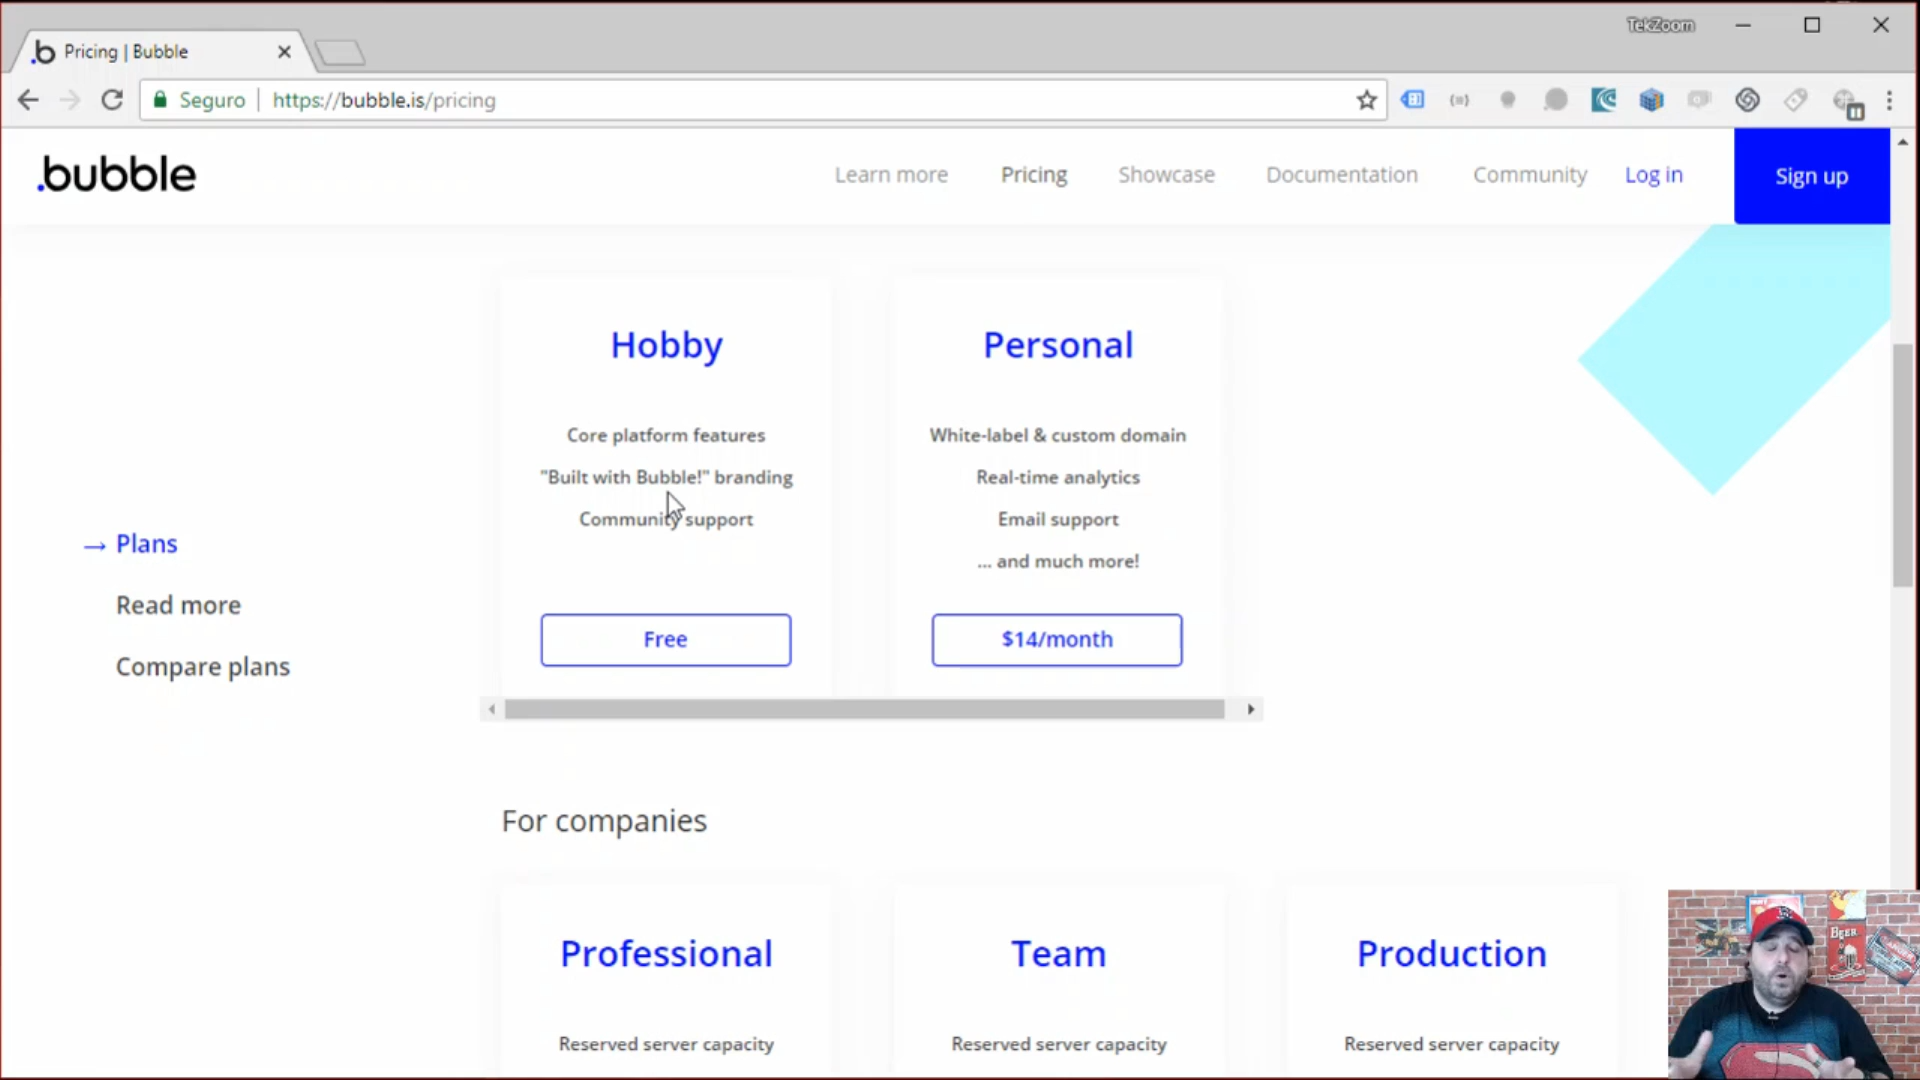 TekZoom
Pricing | Bubble
Seguro
https://bubble.is/pricing
.bubble
Learn more
Pricing
Showcase
Documentation
Community
Log in
Sign up
→ Plans
Read more
Compare plans
Hobby
Core platform features
"Built with Bubble!" branding
Community support
Free
Personal
White-label & custom domain
Real-time analytics
Email support
... and much more!
$14/month
For companies
Professional
Reserved server capacity
Team
Reserved server capacity
Production
Reserved server capacity
BEER